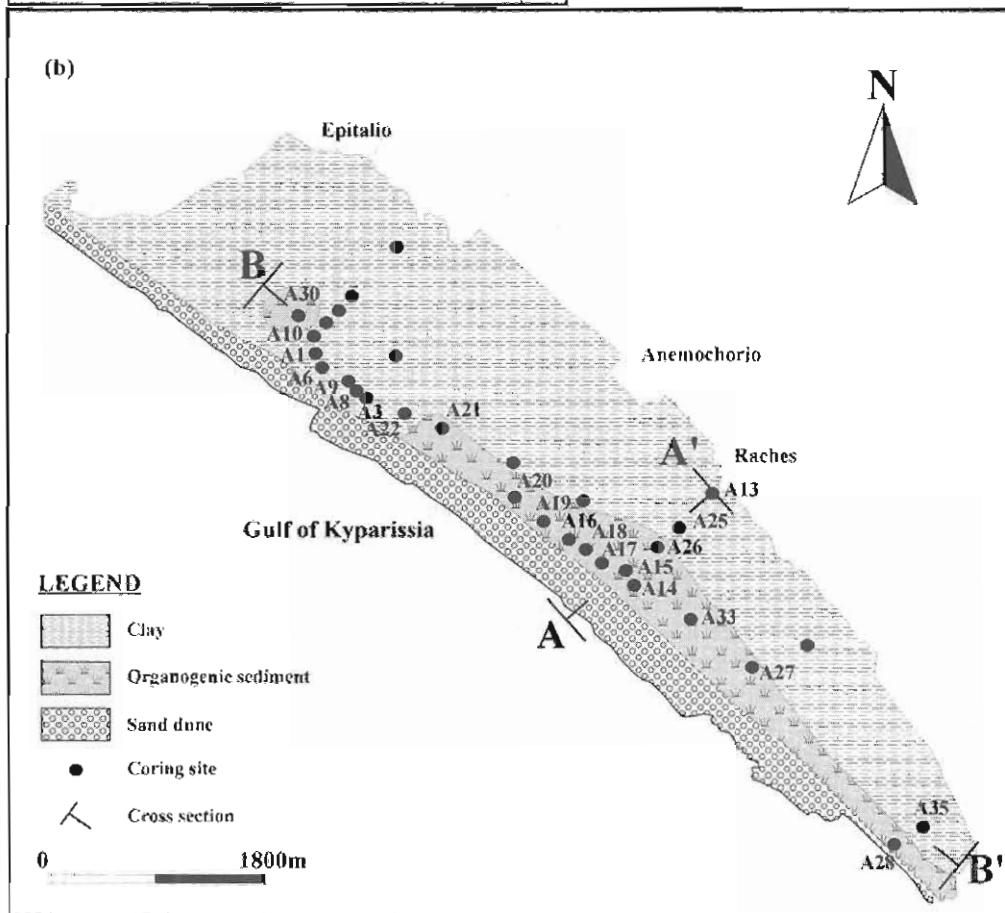 (b)
N
Epitalio
B
A30
A10
A1
A6
A9
A8
A3
A22
A21
Anemochorio
A'
Raches
A13
A20
A19
A16
A18
A17
A25
A26
A15
A14
Gulf of Kyparissia
A
A33
A27
LEGEND
Clay
Organogenic sediment
Sand dune
Coring site
Cross section
0 1800m
A35
A28
B'